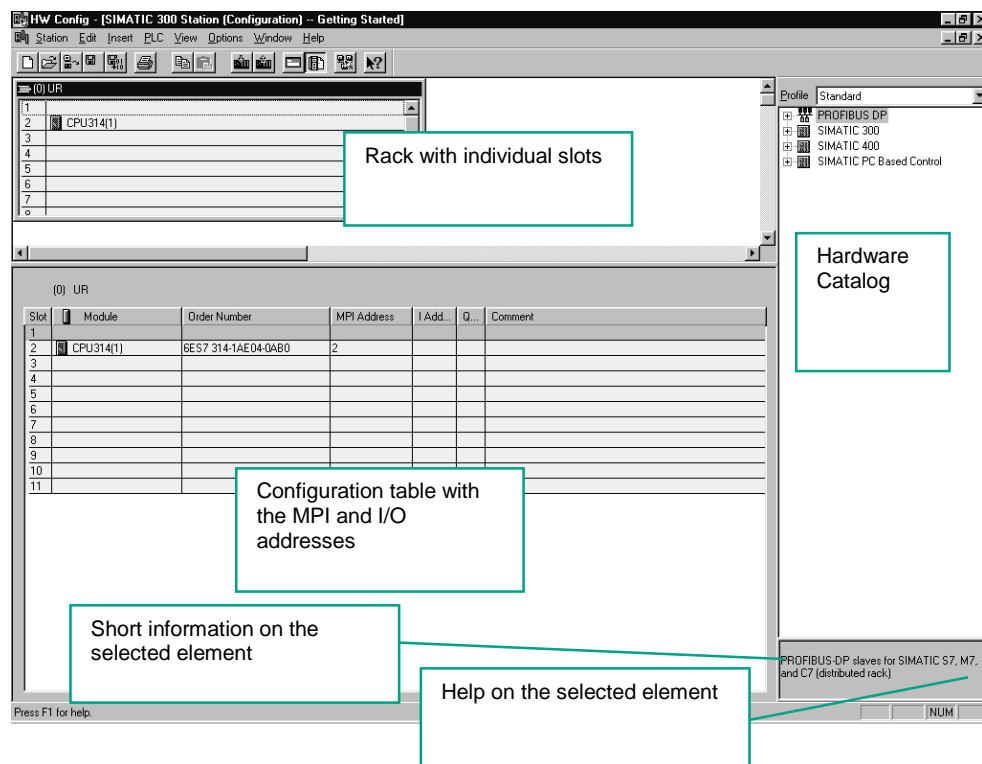 HW Config - [SIMATIC 300 Station (Configuration) -- Getting Started]
Station Edit Insert PLC View Options Window Help
(0) UR
1
2 CPU314(1)
3
4
5
6
7
Rack with individual slots
Profile Standard
PROFIBUS DP
SIMATIC 300
SIMATIC 400
SIMATIC PC Based Control
Hardware
Catalog
(0) UR
Slot Module Order Number MPI Address I Add... Q... Comment
1
2 CPU314(1) 6ES7 314-1AE04-0AB0 2
3
4
5
6
7
8
9
10
11
Configuration table with
the MPI and I/O
addresses
Short information on the
selected element
Help on the selected element
PROFIBUS-DP slaves for SIMATIC S7, M7,
and C7 (distributed rack)
Press F1 for help.
NUM